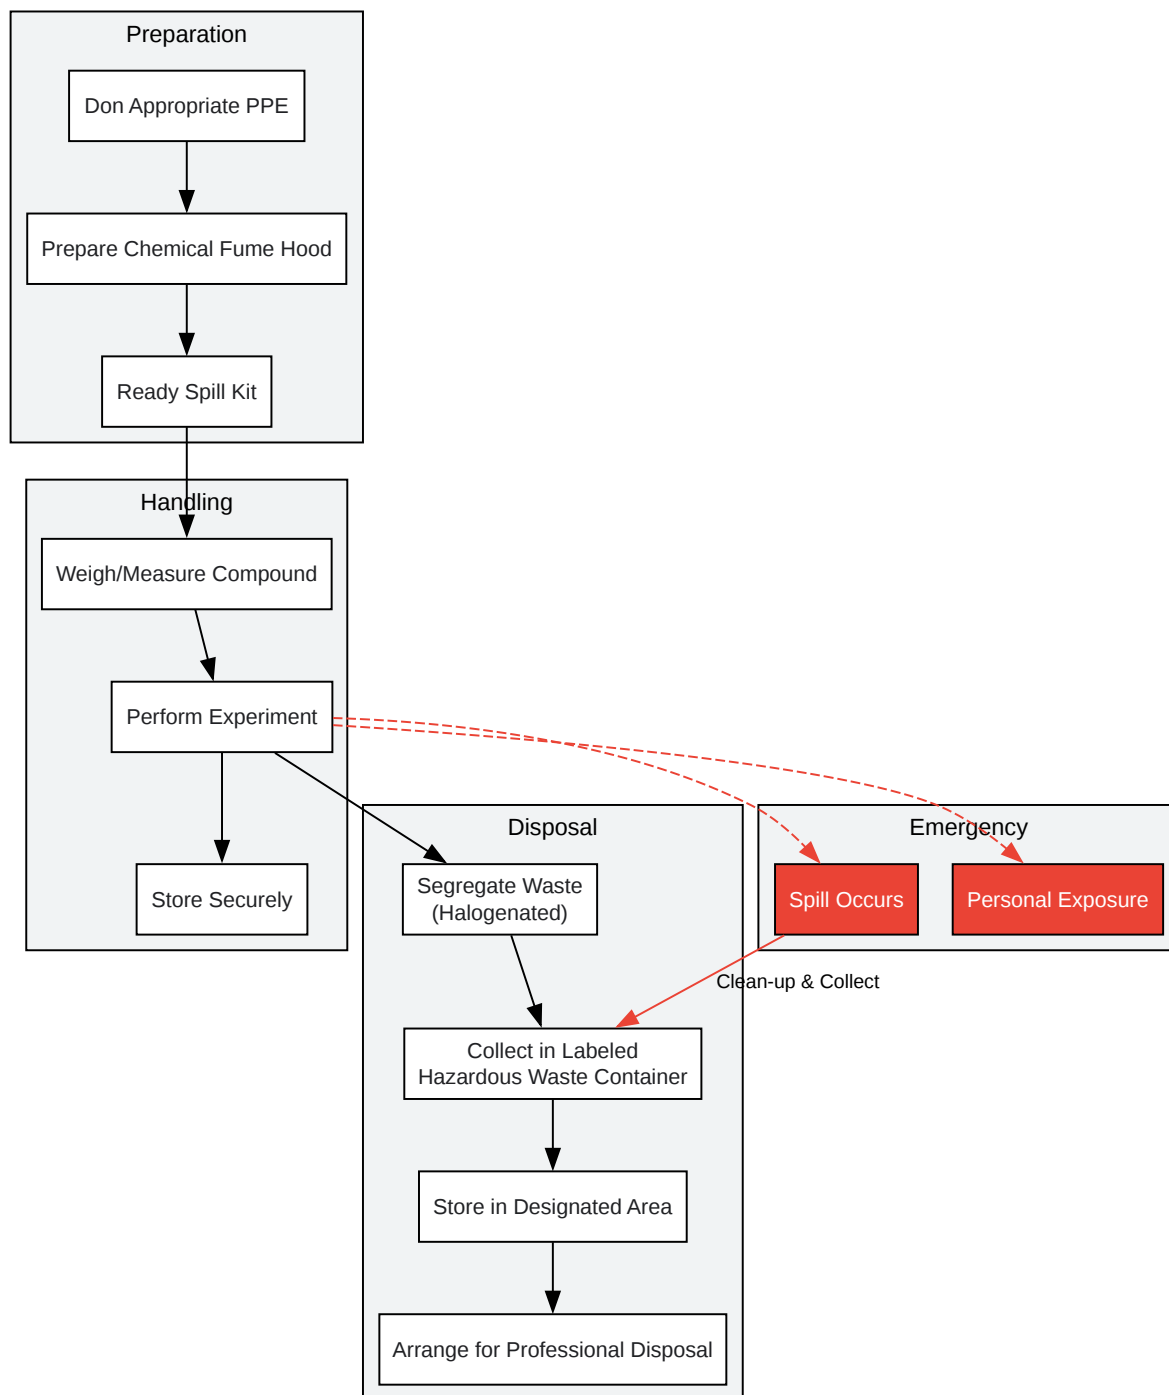 Preparation
Don Appropriate PPE
Prepare Chemical Fume Hood
Ready Spill Kit
Handling
Weigh/Measure Compound
Perform Experiment
Store Securely
Disposal
Segregate Waste
(Halogenated)
Emergency
Spill Occurs
Personal Exposure
Clean-up & Collect
Collect in Labeled
Hazardous Waste Container
Store in Designated Area
Arrange for Professional Disposal